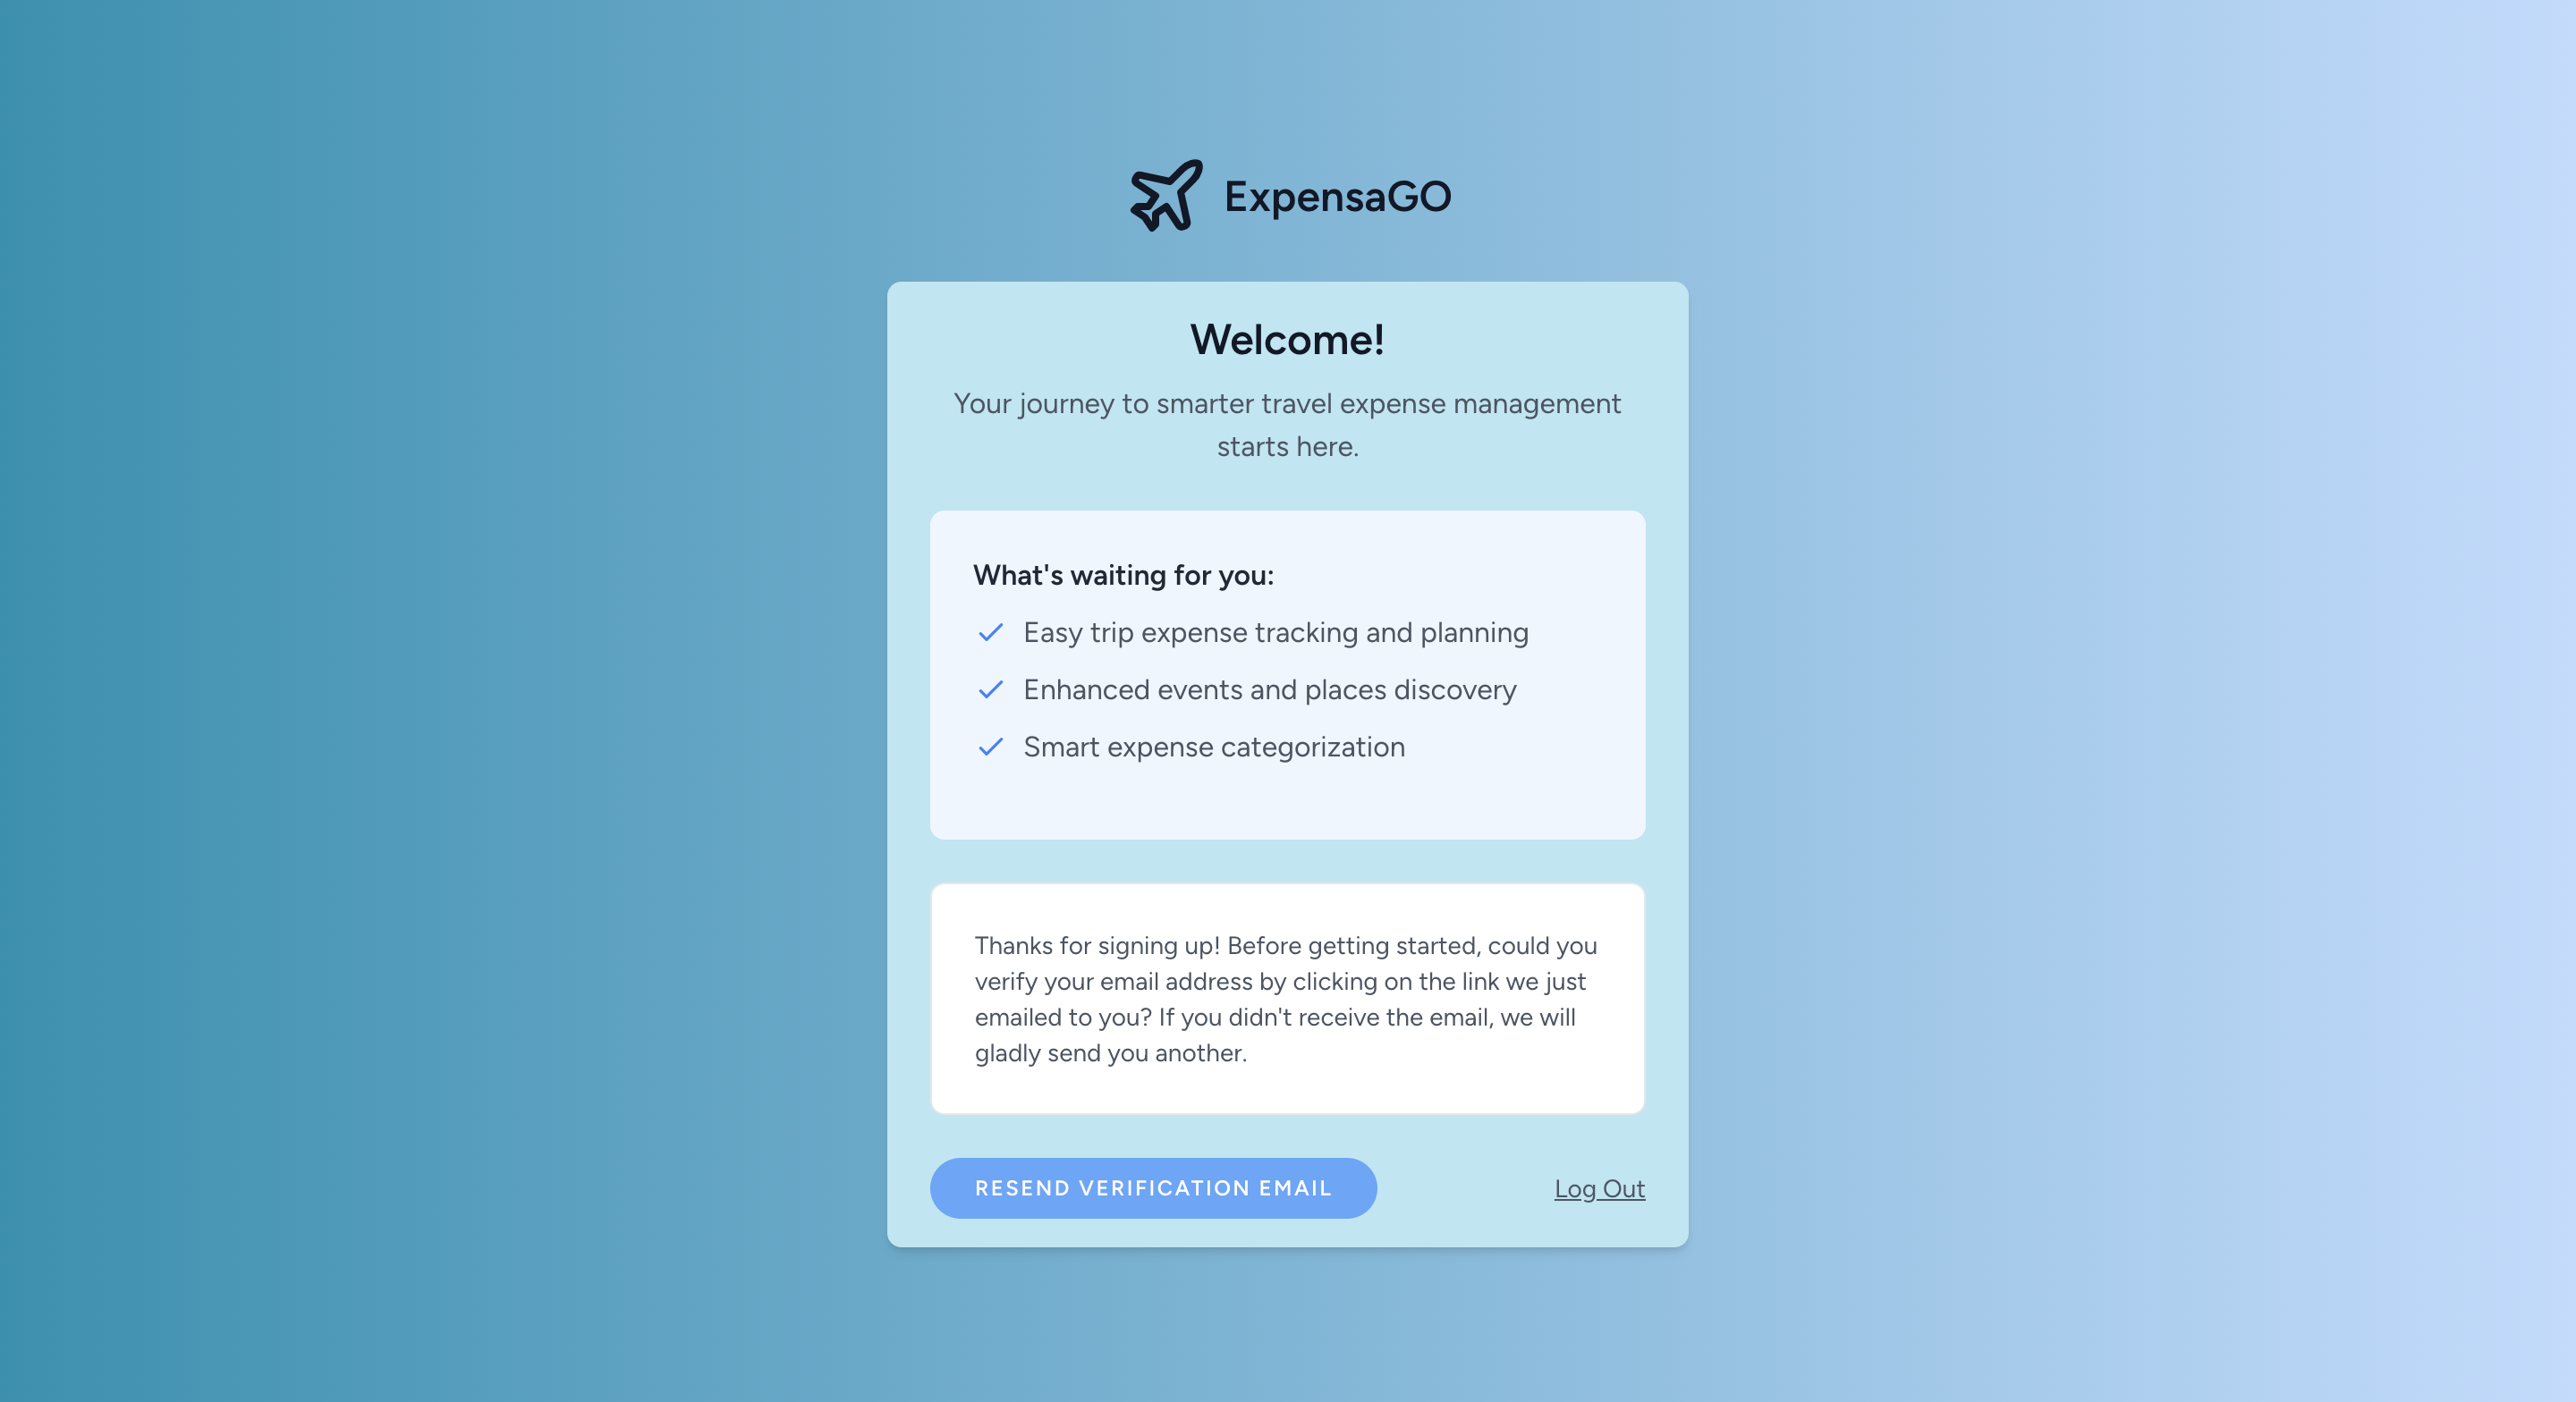 ExpensaGO
Welcome!
Your journey to smarter travel expense management
starts here.
What's waiting for you:
Easy trip expense tracking and planning
Enhanced events and places discovery
Smart expense categorization
Thanks for signing up! Before getting started, could you
verify your email address by clicking on the link we just
emailed to you? If you didn't receive the email, we will
gladly send you another.
RESEND VERIFICATION EMAIL
Log Out